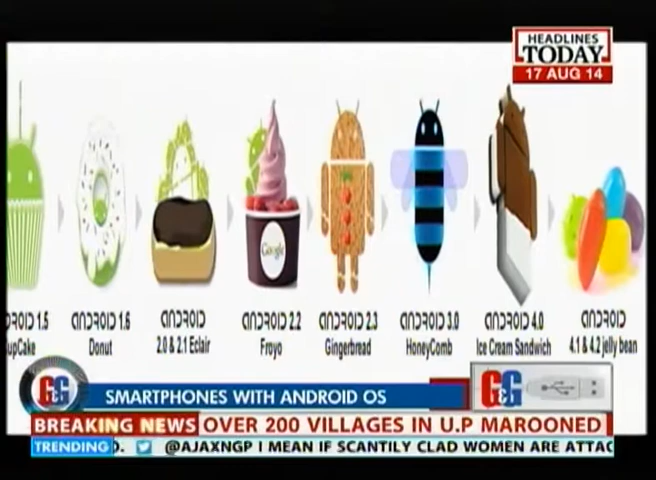 HEADLINES
TODAY
17 AUG 14
Google
ANDROID 1.5
upCake
ANDROID 1.6
Donut
ANDROID
2.0 & 2.1 Eclair
ANDROID 2.2
Froyo
ANDROID 2.3
Gingerbread
ANDROID 3.0
HoneyComb
ANDROID 4.0
Ice Cream Sandwich
ANDROID
4.1 & 4.2 jelly bean
G&G
SMARTPHONES WITH ANDROID OS
G&G
BREAKING NEWS OVER 200 VILLAGES IN U.P MAROONED
TRENDING D. @AJAXNGP I MEAN IF SCANTILY CLAD WOMEN ARE ATTAC